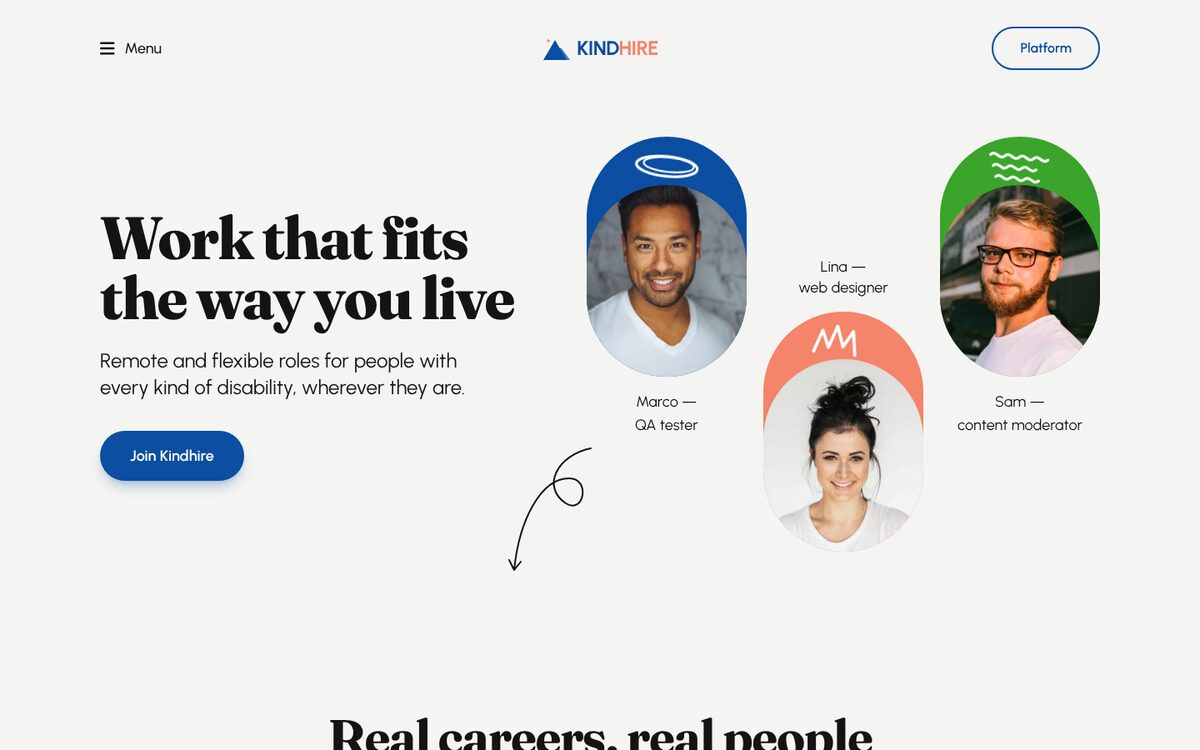 Menu
KINDHIRE
Platform
Work that fits
the way you live
Remote and flexible roles for people with
every kind of disability, wherever they are.
Join Kindhire
Marco —
QA tester
Lina —
web designer
Sam —
content moderator
Real careers, real people